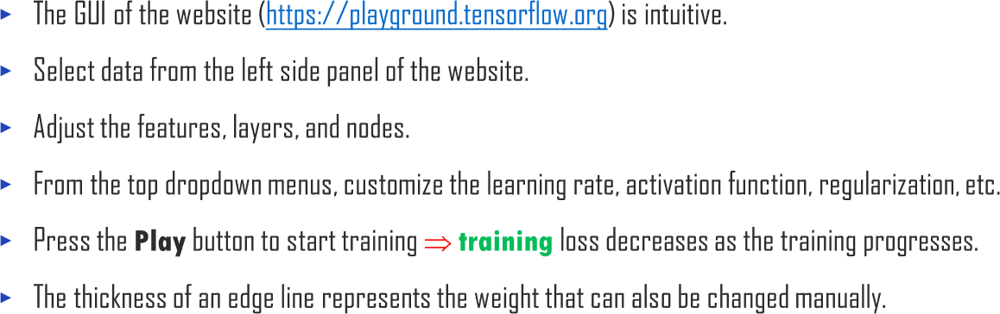 ▸ The GUI of the website (https://playground.tensorflow.org) is intuitive.
▸ Select data from the left side panel of the website.
▸ Adjust the features, layers, and nodes.
▸ From the top dropdown menus, customize the learning rate, activation function, regularization, etc.
▸ Press the Play button to start training ⇒ training loss decreases as the training progresses.
▸ The thickness of an edge line represents the weight that can also be changed manually.